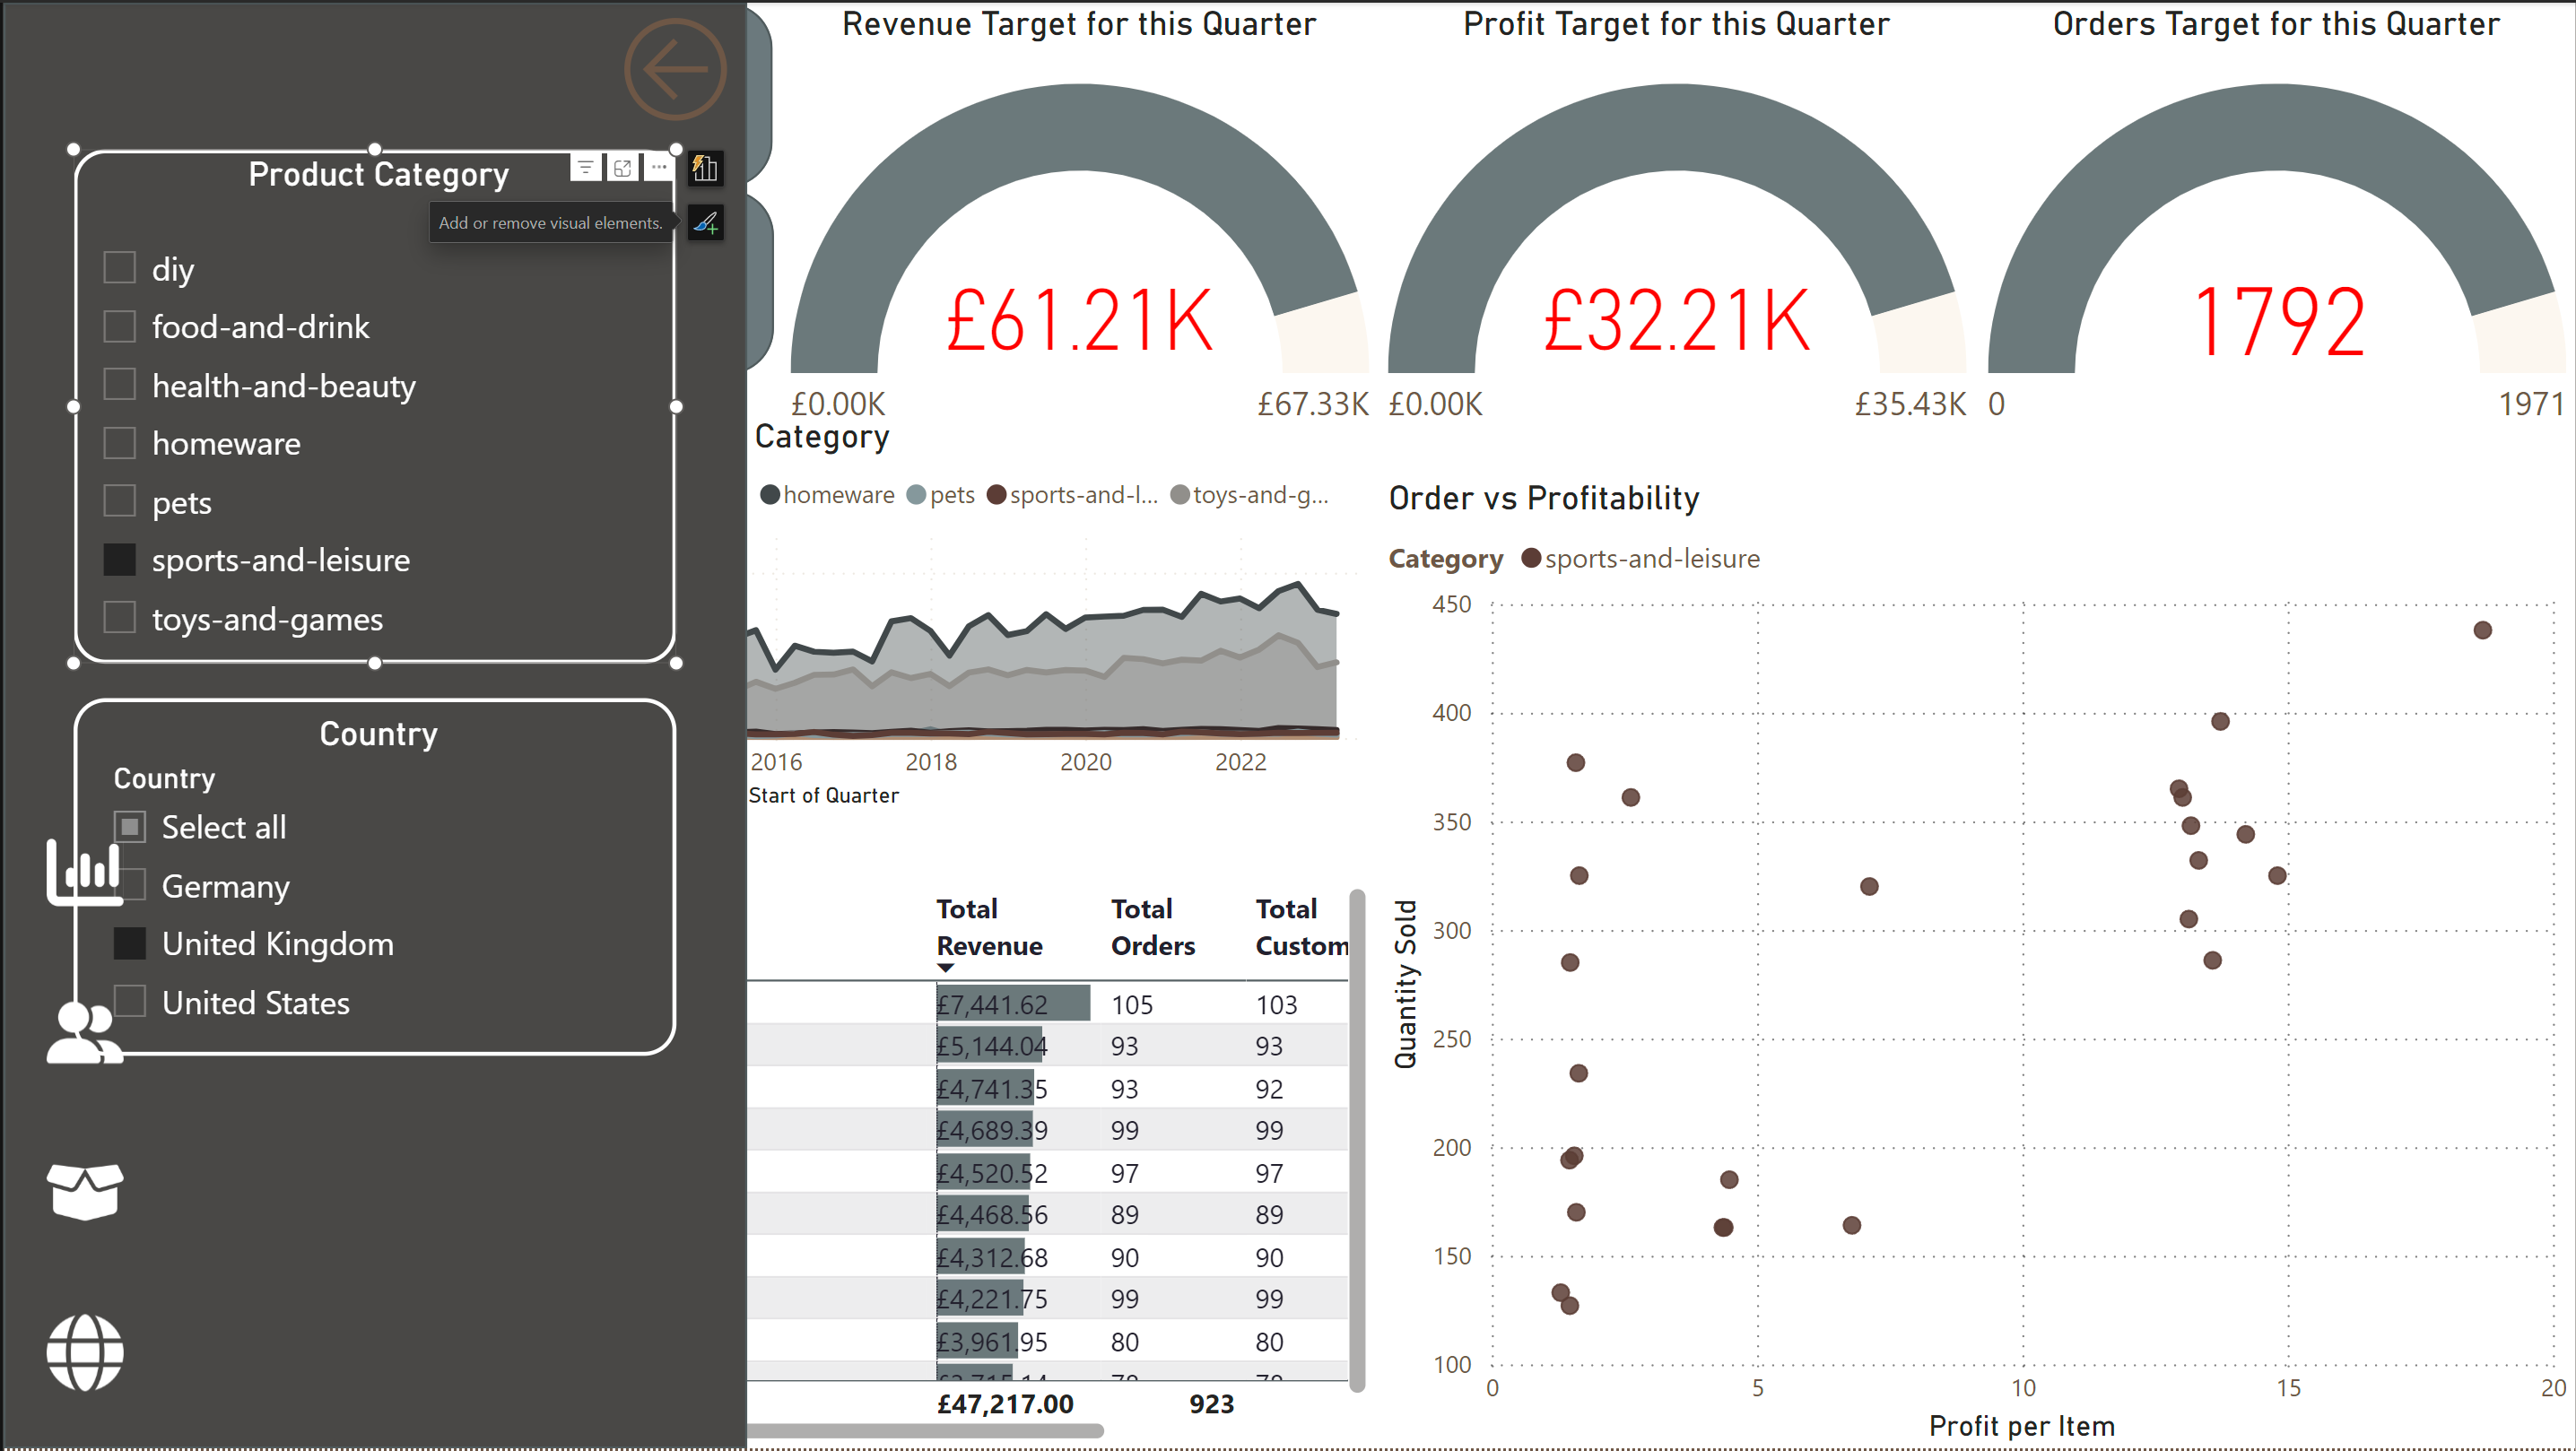 Product Category
Add or remove visual elements.
diy
food-and-drink
health-and-beauty
homeware
pets
sports-and-leisure
toys-and-games
Country
Country
Select all
Germany
United Kingdom
United States
Revenue Target for this Quarter
£61.21K
£0.00K
£67.33K
Profit Target for this Quarter
£32.21K
£0.00K
£35.43K
Orders Target for this Quarter
1792
0
1971
Category
homeware pets sports-and-l... toys-and-g...
2016 2018 2020 2022
Start of Quarter
Total Revenue
Total Orders
Total Custom
£7,441.62 105 103
£5,144.04 93 93
£4,741.35 93 92
£4,689.39 99 99
£4,520.52 97 97
£4,468.56 89 89
£4,312.68 90 90
£4,221.75 99 99
£3,961.95 80 80
£47,217.00 923
Order vs Profitability
Category sports-and-leisure
Quantity Sold
450
400
350
300
250
200
150
100
0 5 10 15 20
Profit per Item